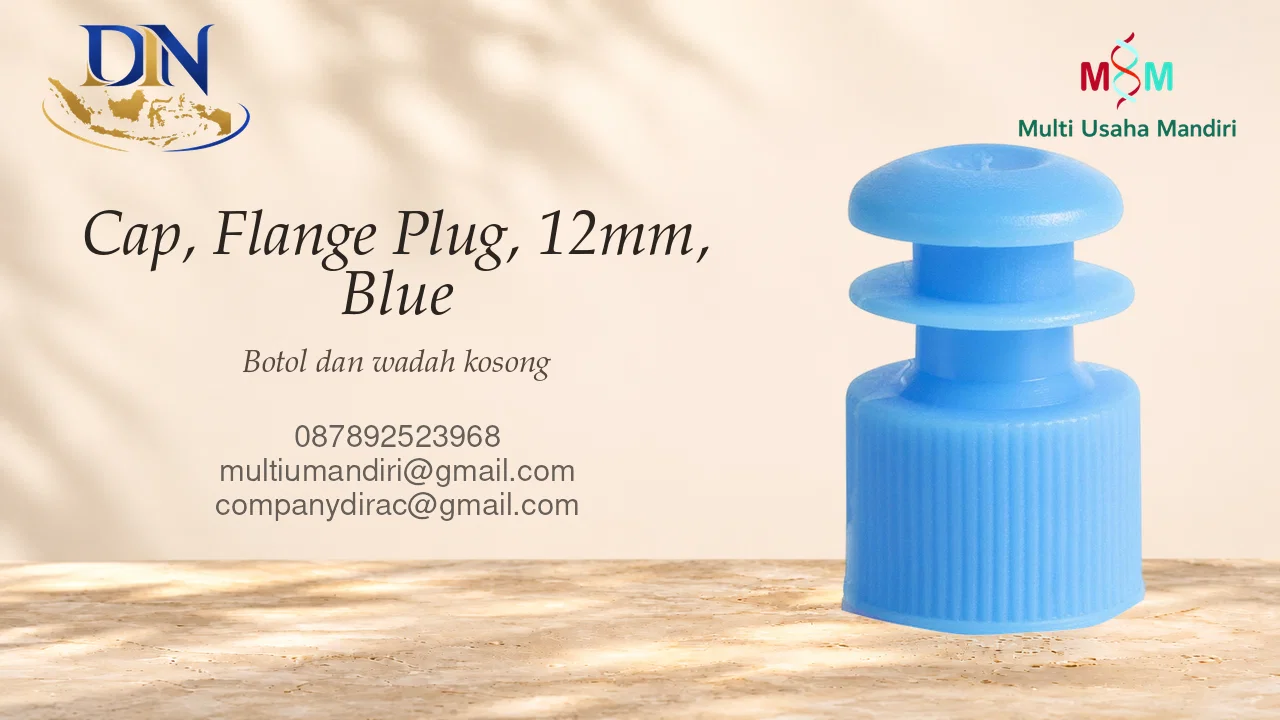 DIN
M M
Multi Usaha Mandiri
Cap, Flange Plug, 12mm,
Blue
Botol dan wadah kosong
087892523968
multiumandiri@gmail.com
companydirac@gmail.com